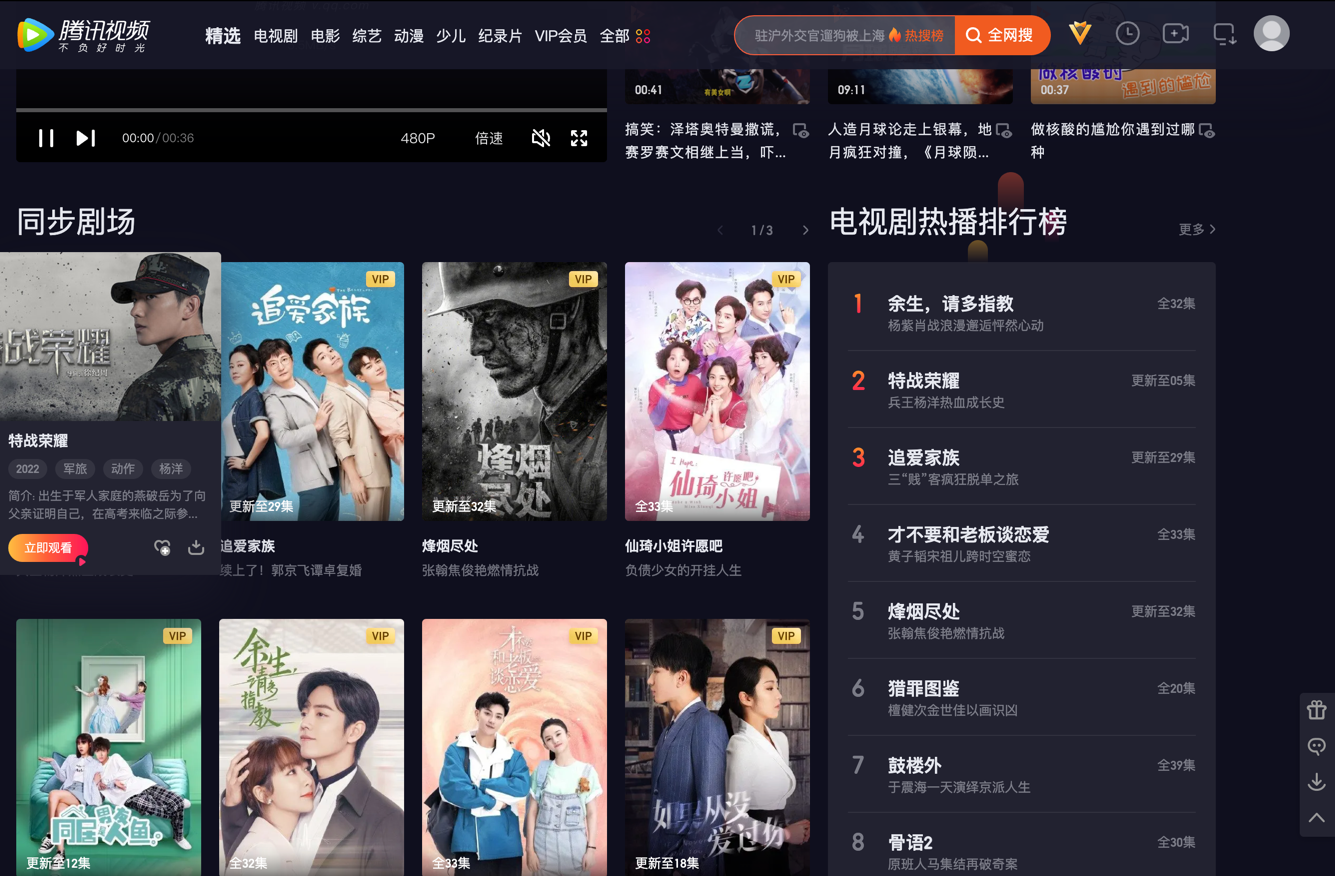 腾讯视频
不负好时光
精选
电视剧
电影
综艺
动漫
少儿
纪录片
VIP会员
全部
驻沪外交官遛狗被上海
热搜榜
全网搜
00:00/00:36
480P
倍速
00:41
有美女啊
搞笑：泽塔奥特曼撒谎，
赛罗赛文相继上当，吓...
09:11
人造月球论走上银幕，地
月疯狂对撞，《月球陨...
做核酸的
遇到的尴尬
00:37
做核酸的尴尬你遇到过哪
种
同步剧场
1/3
战荣耀
特战荣耀
2022
军旅
动作
杨洋
简介: 出生于军人家庭的燕破岳为了向
父亲证明自己，在高考来临之际参...
立即观看
VIP
追爱家族
更新至29集
追爱家族
续上了！郭京飞谭卓复婚
VIP
烽烟
尽处
更新至32集
烽烟尽处
张翰焦俊艳燃情抗战
VIP
I Hope:
仙琦小姐
许愿吧!
全33集
仙琦小姐许愿吧
负债少女的开挂人生
VIP
同居人鱼
更新至12集
VIP
余生,
请多
指教
全32集
VIP
才不要
和老板
谈恋爱
全33集
VIP
如果从没
爱过你
更新至18集
电视剧热播排行榜
更多
1
余生，请多指教
全32集
杨紫肖战浪漫邂逅怦然心动
2
特战荣耀
更新至05集
兵王杨洋热血成长史
3
追爱家族
更新至29集
三“贱”客疯狂脱单之旅
4
才不要和老板谈恋爱
全33集
黄子韬宋祖儿跨时空蜜恋
5
烽烟尽处
更新至32集
张翰焦俊艳燃情抗战
6
猎罪图鉴
全20集
檀健次金世佳以画识凶
7
鼓楼外
全39集
于震海一天演绎京派人生
8
骨语2
全30集
原班人马集结再破奇案